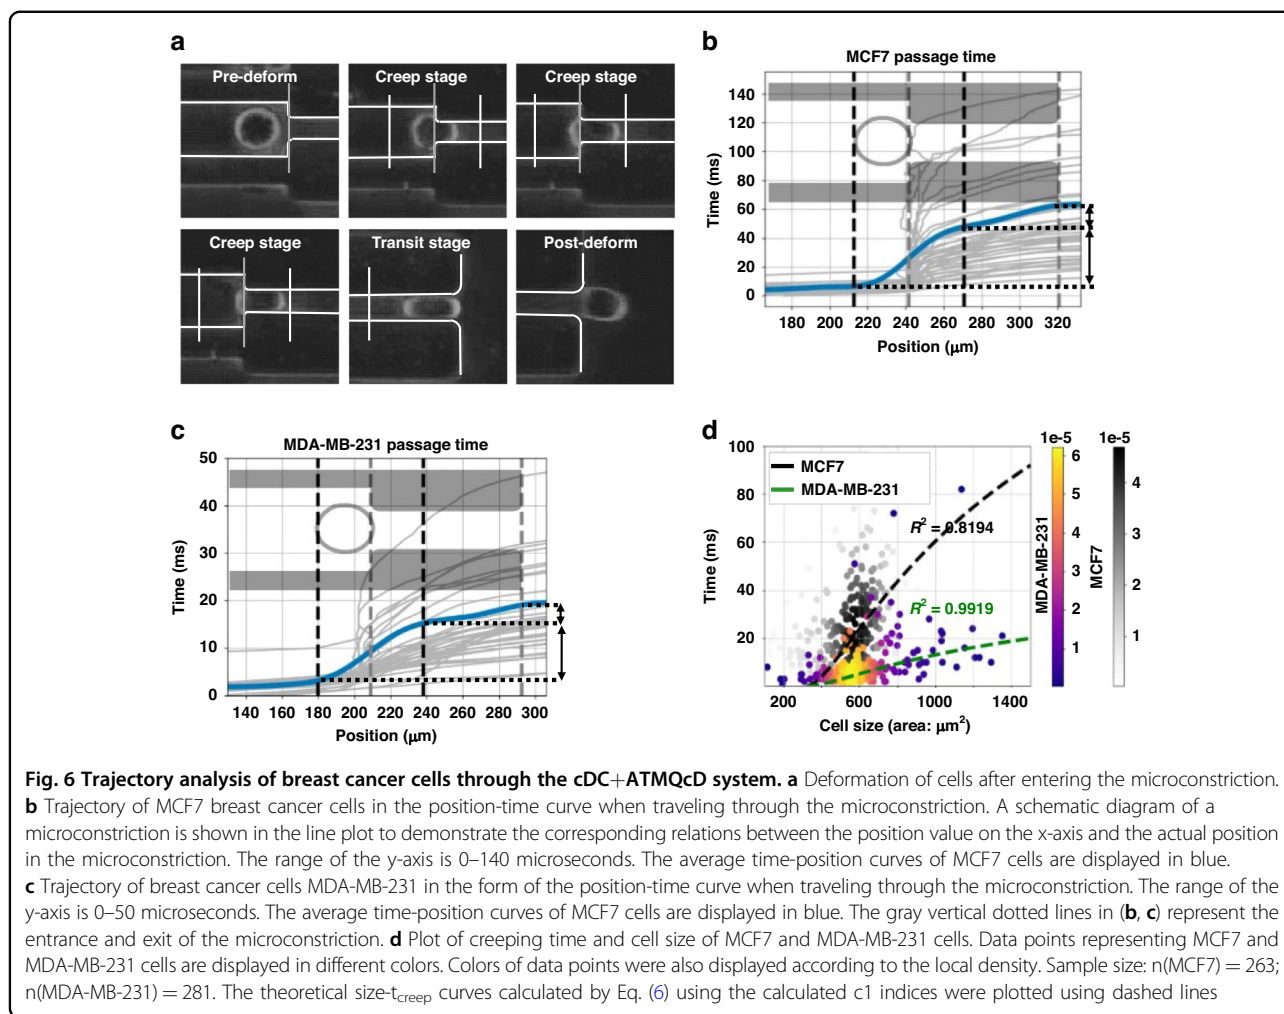 a
Pre-deform
Creep stage
Creep stage
Creep stage
Transit stage
Post-deform
b
MCF7 passage time
Time (ms)
140
120
100
80
60
40
20
0
180 200 220 240 260 280 300 320
Position (μm)
c
MDA-MB-231 passage time
Time (ms)
50
40
30
20
10
0
140 160 180 200 220 240 260 280 300
Position (μm)
d
Time (ms)
100
80
60
40
20
MCF7
MDA-MB-231
R² = 0.8194
R² = 0.9919
200 600 1000 1400
Cell size (area: μm²)
1e-5
6
5
4
3
2
1
MDA-MB-231
1e-5
4
3
2
1
MCF7
Fig. 6 Trajectory analysis of breast cancer cells through the cDC+ATMQcD system. a Deformation of cells after entering the microconstriction.
b Trajectory of MCF7 breast cancer cells in the position-time curve when traveling through the microconstriction. A schematic diagram of a
microconstriction is shown in the line plot to demonstrate the corresponding relations between the position value on the x-axis and the actual position
in the microconstriction. The range of the y-axis is 0–140 microseconds. The average time-position curves of MCF7 cells are displayed in blue.
c Trajectory of breast cancer cells MDA-MB-231 in the form of the position-time curve when traveling through the microconstriction. The range of the
y-axis is 0–50 microseconds. The average time-position curves of MCF7 cells are displayed in blue. The gray vertical dotted lines in (b, c) represent the
entrance and exit of the microconstriction. d Plot of creeping time and cell size of MCF7 and MDA-MB-231 cells. Data points representing MCF7 and
MDA-MB-231 cells are displayed in different colors. Colors of data points were also displayed according to the local density. Sample size: n(MCF7) = 263;
n(MDA-MB-231) = 281. The theoretical size-t_creep curves calculated by Eq. (6) using the calculated c1 indices were plotted using dashed lines